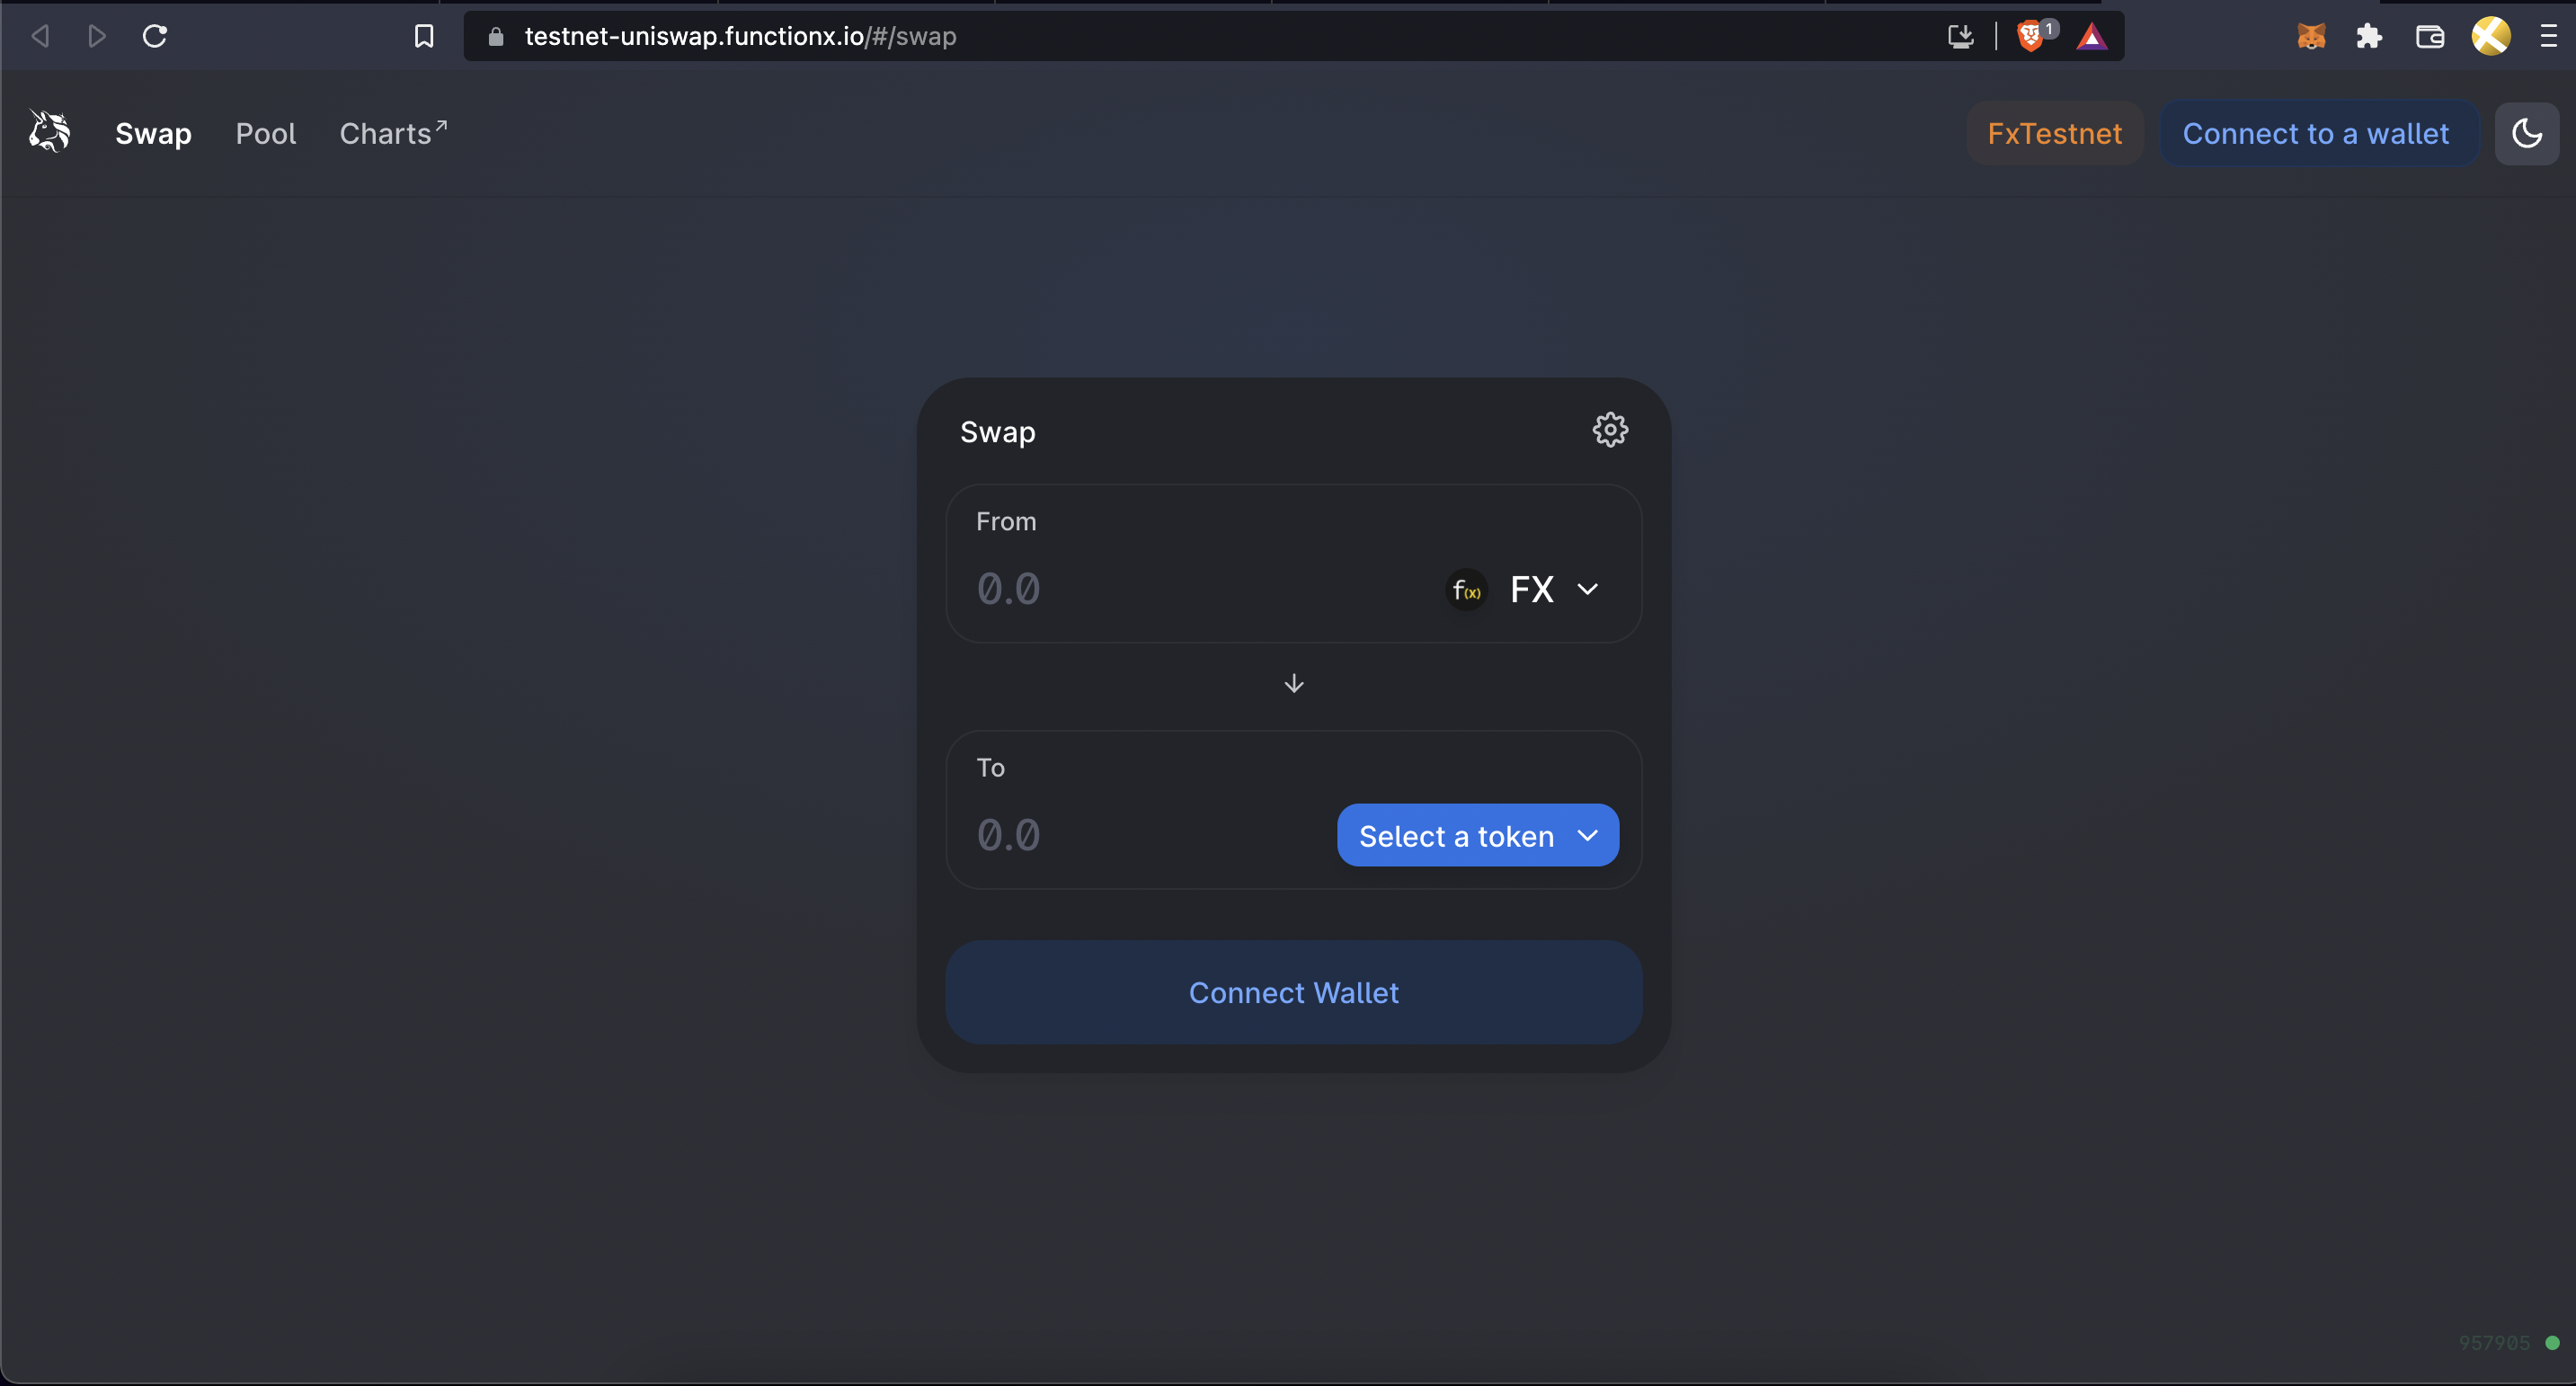 testnet-uniswap.functionx.io/#/swap
1
Swap Pool Charts↗
FxTestnet Connect to a wallet
Swap
From
0.0
f(x) FX
To
0.0
Select a token
Connect Wallet
957905